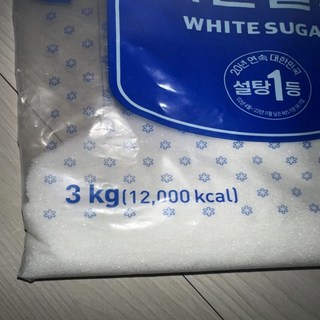 WHITE SUGA
20년 연속 대한민국
설탕 1등
3 kg(12,000 kcal)